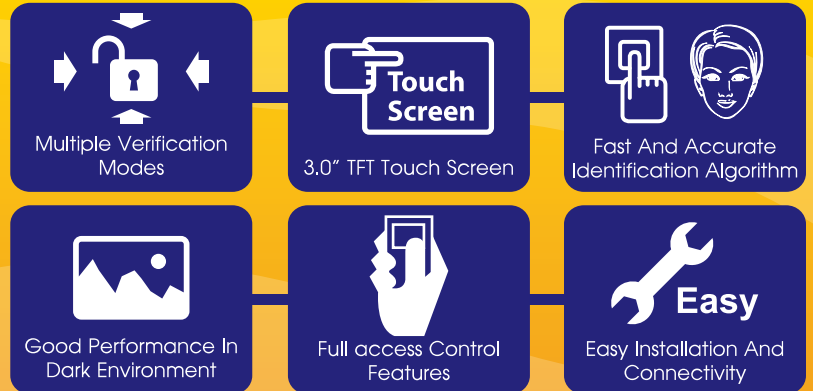 Multiple Verification
Modes
Touch
Screen
3.0" TFT Touch Screen
Fast And Accurate
Identification Algorithm
Good Performance In
Dark Environment
Full access Control
Features
Easy
Easy Installation And
Connectivity